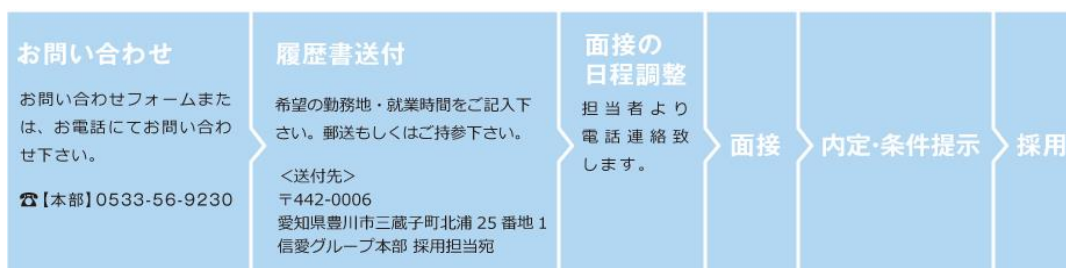 お問い合わせ
お問い合わせフォームまた
は、お電話にてお問い合わ
せ下さい。
☎【本部】0533-56-9230
履歴書送付
希望の勤務地・就業時間をご記入下
さい。郵送もしくはご持参下さい。
<送付先>
〒442-0006
愛知県豊川市三蔵子町北浦 25 番地 1
信愛グループ本部 採用担当宛
面接の
日程調整
担当者より
電話連絡致
します。
面接
内定·条件提示
採用